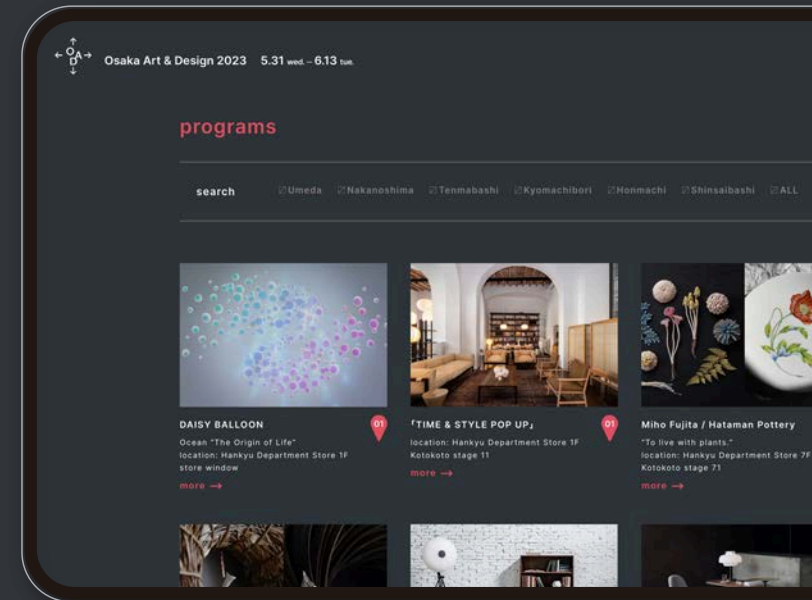 O
A
D
Osaka Art & Design 2023 5.31 wed. – 6.13 tue.
programs
search Umeda Nakanoshima Tenmabashi Kyomachibori Honmachi Shinsaibashi ALL
DAISY BALLOON
01
Ocean "The Origin of Life"
location: Hankyu Department Store 1F
store window
more →
「TIME & STYLE POP UP」
01
location: Hankyu Department Store 1F
Kotokoto stage 11
more →
Miho Fujita / Hataman Pottery
"To live with plants."
location: Hankyu Department Store 7F
Kotokoto stage 71
more →